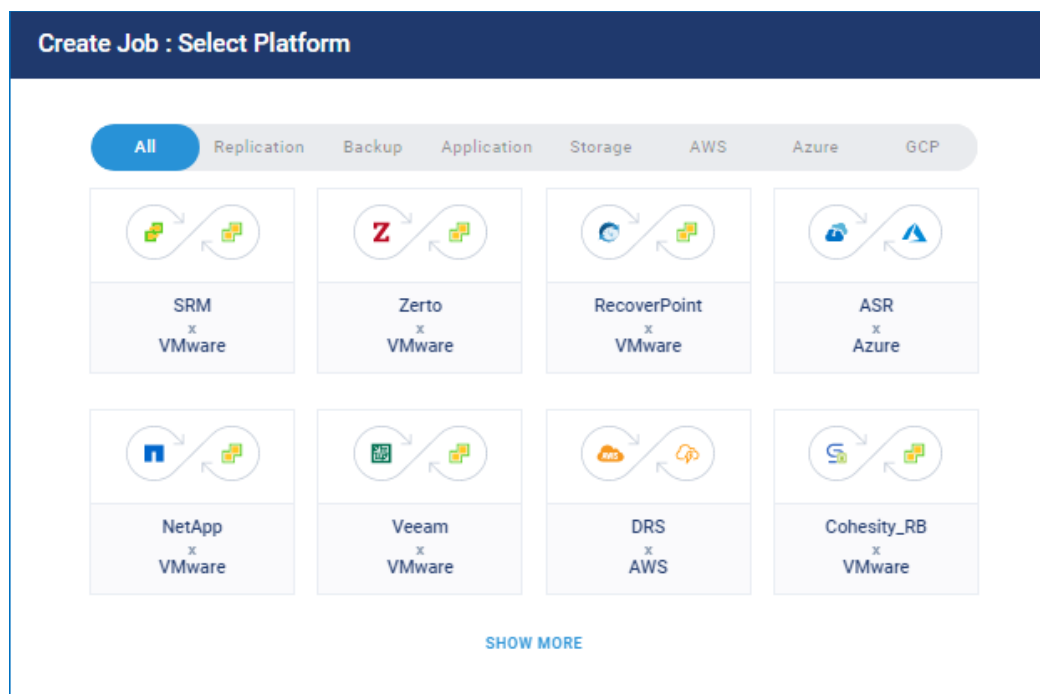 Create Job : Select Platform
All Replication Backup Application Storage AWS Azure GCP
SRM
x
VMware
Zerto
x
VMware
RecoverPoint
x
VMware
ASR
x
Azure
NetApp
x
VMware
Veeam
x
VMware
DRS
x
AWS
Cohesity_RB
x
VMware
SHOW MORE